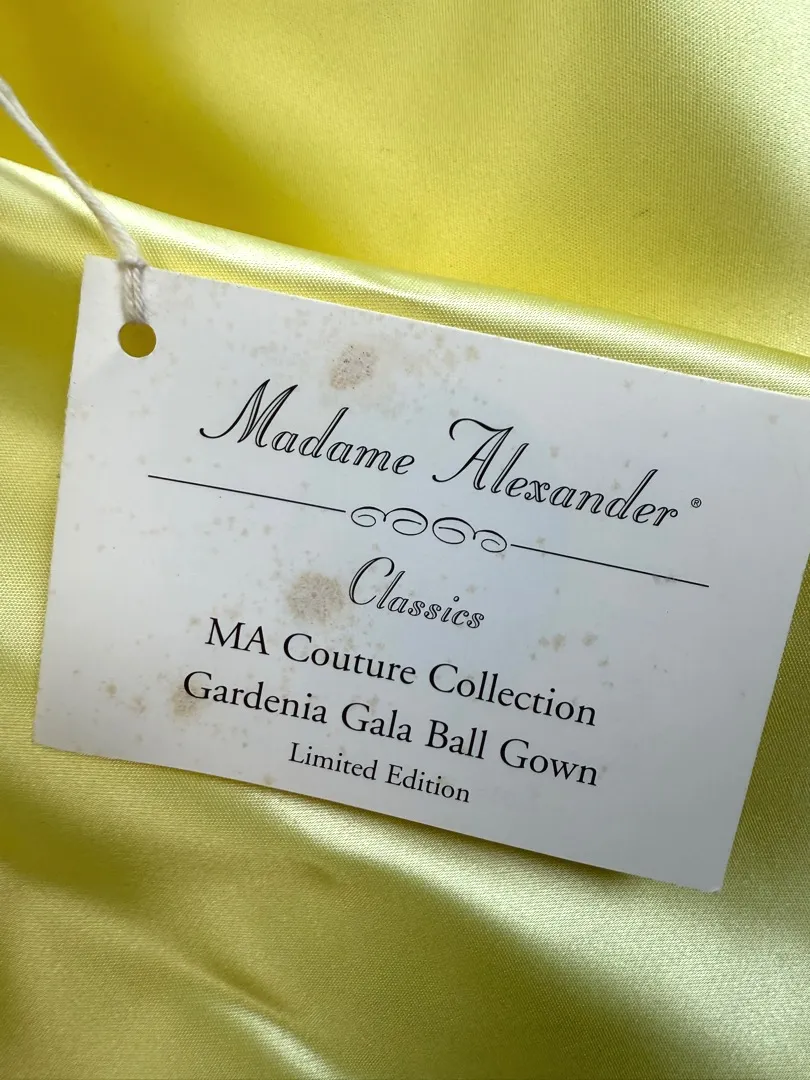 Madame Alexander®
Classics
MA Couture Collection
Gardenia Gala Ball Gown
Limited Edition